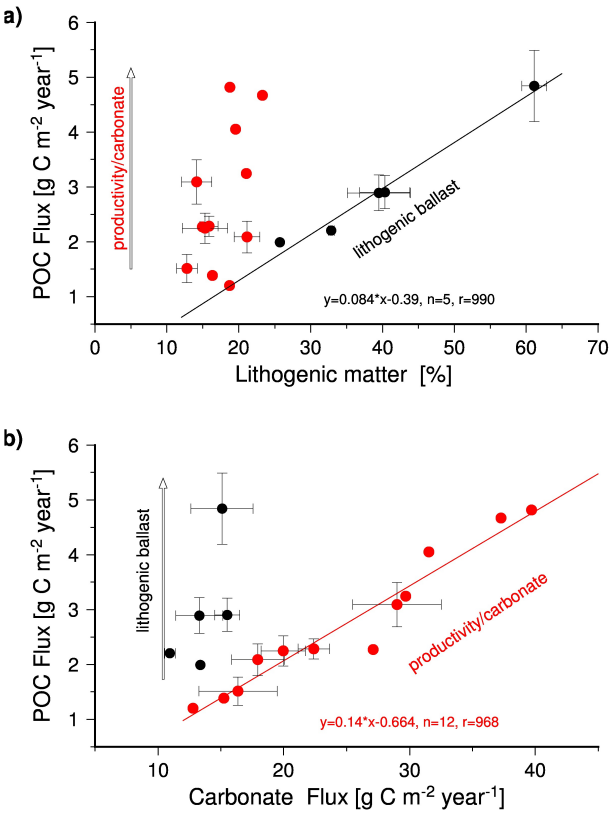 a)
6
5
4
3
2
1
POC Flux [g C m-2 year-1]
productivity/carbonate
lithogenic ballast
y=0.084*x-0.39, n=5, r=990
0 10 20 30 40 50 60 70
Lithogenic matter [%]
b)
6
5
4
3
2
1
POC Flux [g C m-2 year-1]
lithogenic ballast
productivity/carbonate
y=0.14*x-0.664, n=12, r=968
10 20 30 40
Carbonate Flux [g C m-2 year-1]